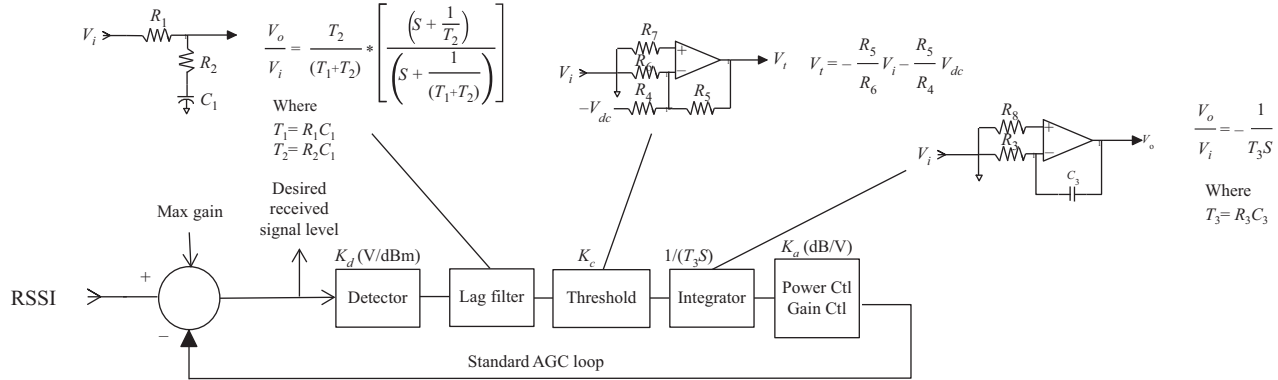 V_i R_1
R_2
C_1
V_o/V_i = T_2/(T_1+T_2) * [(S + 1/T_2)/(S + 1/(T_1+T_2))]
Where
T_1= R_1C_1
T_2= R_2C_1
R_7
V_i R_6 + − V_t
−V_dc R_4 R_5
V_t = − R_5/R_6 V_i − R_5/R_4 V_dc
R_8
V_i R_3 + − V_o
C_3
V_o/V_i = − 1/T_3S
Where
T_3= R_3C_3
Max gain
Desired
received
signal level
RSSI
+
−
K_d (V/dBm)
Detector
Lag filter
K_c
Threshold
1/(T_3S)
Integrator
K_a (dB/V)
Power Ctl
Gain Ctl
Standard AGC loop